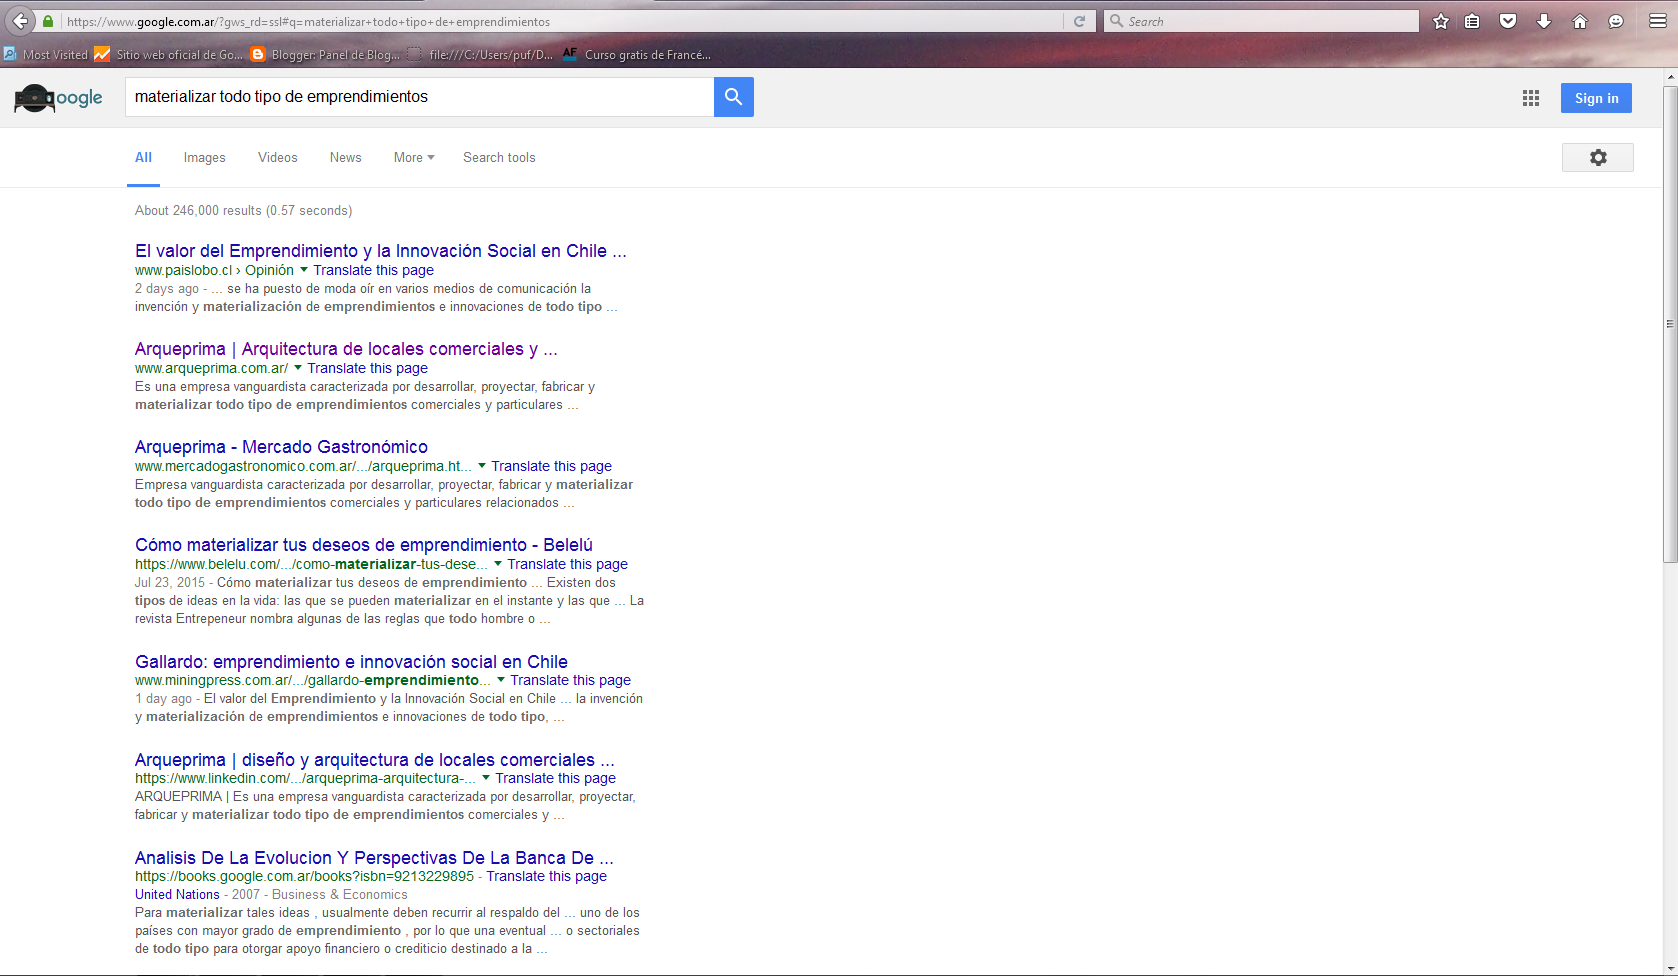 https://www.google.com.ar/?gws_rd=ssl#q=materializar+todo+tipo+de+emprendimientos
Search
Most Visited
Sitio web oficial de Go...
Blogger: Panel de Blog...
file:///C:/Users/puf/D...
AF
Curso gratis de Francé...
oogle
materializar todo tipo de emprendimientos
Sign in
All Images Videos News More Search tools
About 246,000 results (0.57 seconds)
El valor del Emprendimiento y la Innovación Social en Chile ...
www.paislobo.cl › Opinión Translate this page
2 days ago - ... se ha puesto de moda oír en varios medios de comunicación la
invención y materialización de emprendimientos e innovaciones de todo tipo ...
Arqueprima | Arquitectura de locales comerciales y ...
www.arqueprima.com.ar/ Translate this page
Es una empresa vanguardista caracterizada por desarrollar, proyectar, fabricar y
materializar todo tipo de emprendimientos comerciales y particulares ...
Arqueprima - Mercado Gastronómico
www.mercadogastronomico.com.ar/.../arqueprima.ht... Translate this page
Empresa vanguardista caracterizada por desarrollar, proyectar, fabricar y materializar
todo tipo de emprendimientos comerciales y particulares relacionados ...
Cómo materializar tus deseos de emprendimiento - Belelú
https://www.belelu.com/.../como-materializar-tus-dese... Translate this page
Jul 23, 2015 - Cómo materializar tus deseos de emprendimiento ... Existen dos
tipos de ideas en la vida: las que se pueden materializar en el instante y las que ... La
revista Entrepeneur nombra algunas de las reglas que todo hombre o ...
Gallardo: emprendimiento e innovación social en Chile
www.miningpress.com.ar/.../gallardo-emprendimiento... Translate this page
1 day ago - El valor del Emprendimiento y la Innovación Social en Chile ... la invención
y materialización de emprendimientos e innovaciones de todo tipo, ...
Arqueprima | diseño y arquitectura de locales comerciales ...
https://www.linkedin.com/.../arqueprima-arquitectura-... Translate this page
ARQUEPRIMA | Es una empresa vanguardista caracterizada por desarrollar, proyectar,
fabricar y materializar todo tipo de emprendimientos comerciales y ...
Analisis De La Evolucion Y Perspectivas De La Banca De ...
https://books.google.com.ar/books?isbn=9213229895 - Translate this page
United Nations - 2007 - Business & Economics
Para materializar tales ideas , usualmente deben recurrir al respaldo del ... uno de los
países con mayor grado de emprendimiento , por lo que una eventual ... o sectoriales
de todo tipo para otorgar apoyo financiero o crediticio destinado a la ...